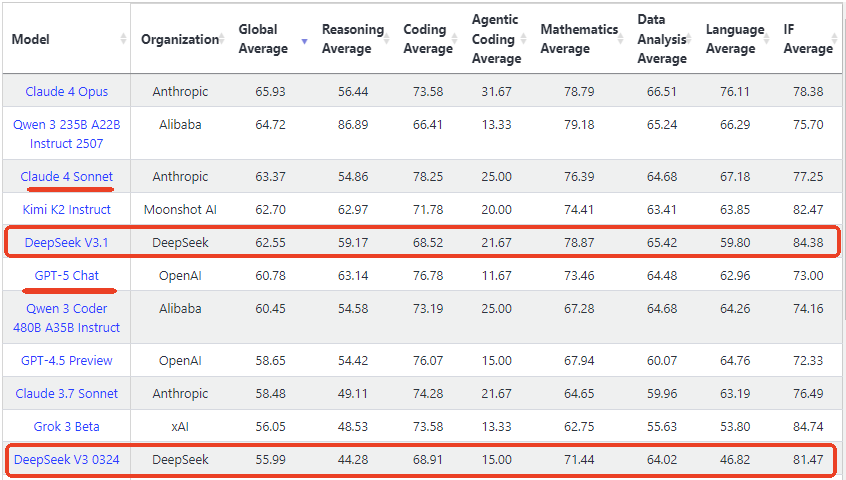 Model Organization Global Average Reasoning Average Coding Average Agentic Coding Average Mathematics Average Data Analysis Average Language Average IF Average
Claude 4 Opus Anthropic 65.93 56.44 73.58 31.67 78.79 66.51 76.11 78.38
Qwen 3 235B A22B Instruct 2507 Alibaba 64.72 86.89 66.41 13.33 79.18 65.24 66.29 75.70
Claude 4 Sonnet Anthropic 63.37 54.86 78.25 25.00 76.39 64.68 67.18 77.25
Kimi K2 Instruct Moonshot AI 62.70 62.97 71.78 20.00 74.41 63.41 63.85 82.47
DeepSeek V3.1 DeepSeek 62.55 59.17 68.52 21.67 78.87 65.42 59.80 84.38
GPT-5 Chat OpenAI 60.78 63.14 76.78 11.67 73.46 64.48 62.96 73.00
Qwen 3 Coder 480B A35B Instruct Alibaba 60.45 54.58 73.19 25.00 67.28 64.68 64.26 74.16
GPT-4.5 Preview OpenAI 58.65 54.42 76.07 15.00 67.94 60.07 64.76 72.33
Claude 3.7 Sonnet Anthropic 58.48 49.11 74.28 21.67 64.65 59.96 63.19 76.49
Grok 3 Beta xAI 56.05 48.53 73.58 13.33 62.75 55.63 53.80 84.74
DeepSeek V3 0324 DeepSeek 55.99 44.28 68.91 15.00 71.44 64.02 46.82 81.47